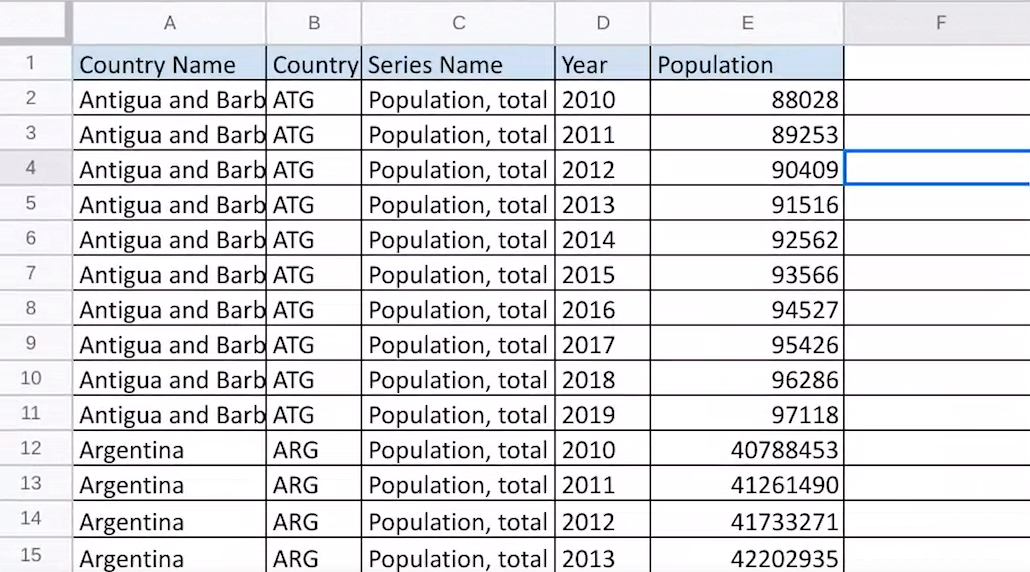 A B C D E F
1 Country Name Country Series Name Year Population
2 Antigua and Barb ATG Population, total 2010 88028
3 Antigua and Barb ATG Population, total 2011 89253
4 Antigua and Barb ATG Population, total 2012 90409
5 Antigua and Barb ATG Population, total 2013 91516
6 Antigua and Barb ATG Population, total 2014 92562
7 Antigua and Barb ATG Population, total 2015 93566
8 Antigua and Barb ATG Population, total 2016 94527
9 Antigua and Barb ATG Population, total 2017 95426
10 Antigua and Barb ATG Population, total 2018 96286
11 Antigua and Barb ATG Population, total 2019 97118
12 Argentina ARG Population, total 2010 40788453
13 Argentina ARG Population, total 2011 41261490
14 Argentina ARG Population, total 2012 41733271
15 Argentina ARG Population, total 2013 42202935